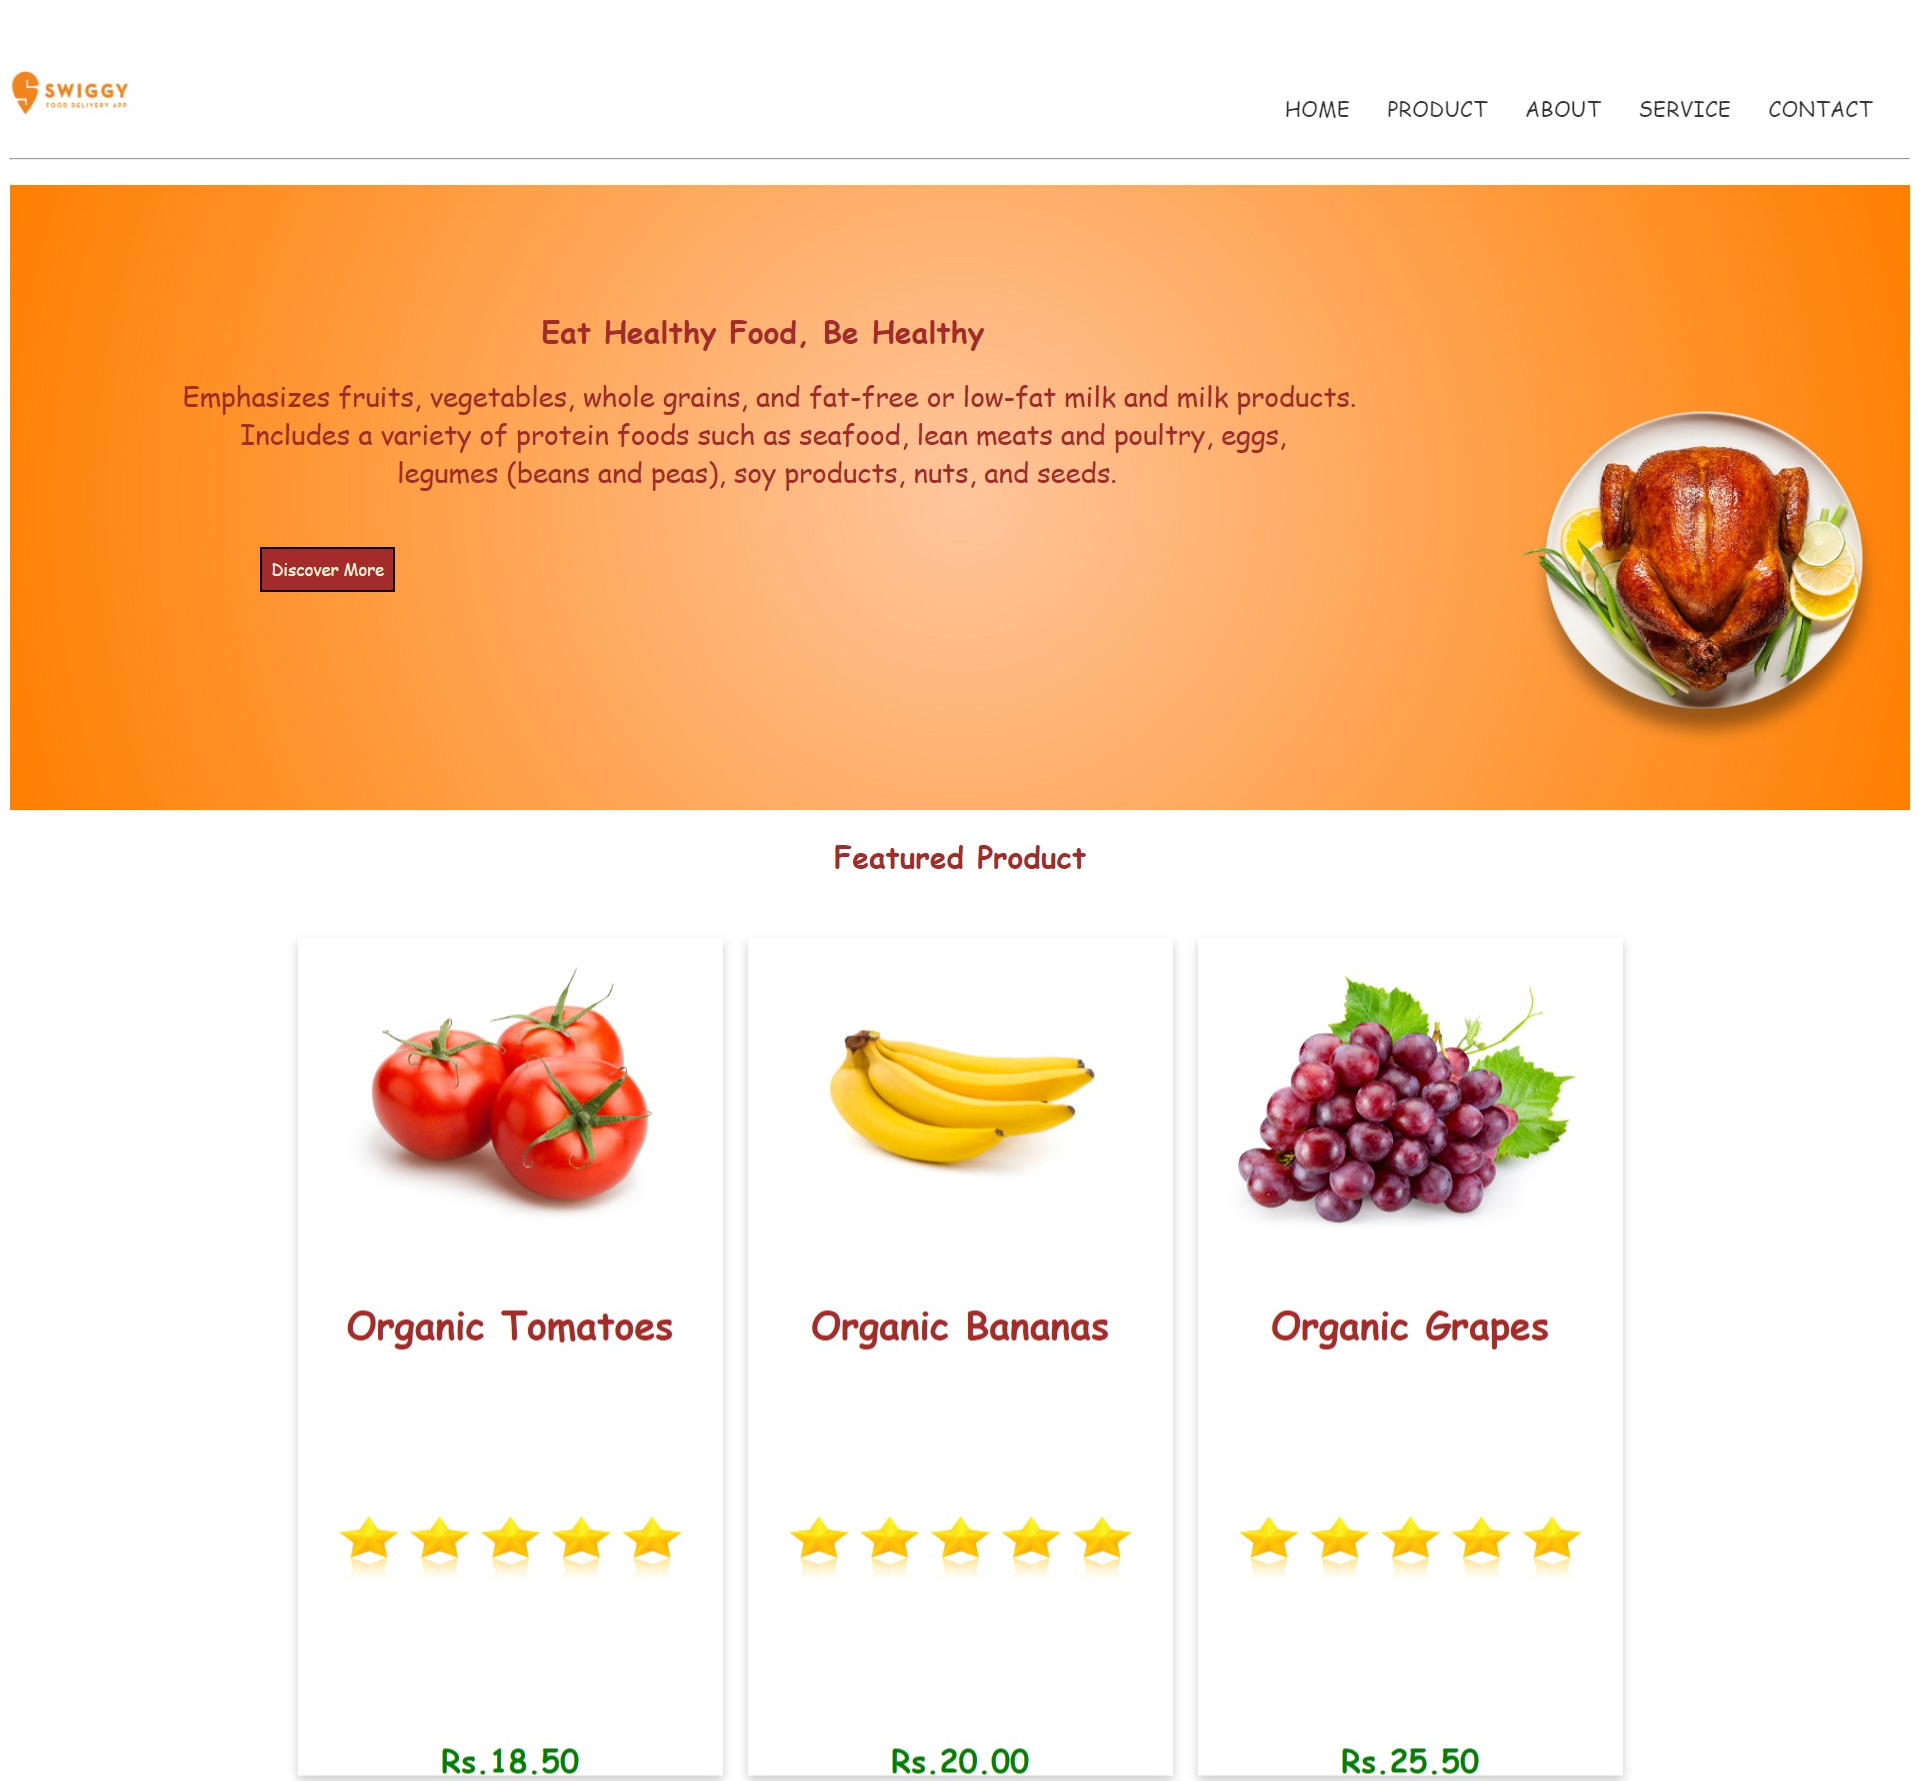 SWIGGY
FOOD DELIVERY APP
HOME PRODUCT ABOUT SERVICE CONTACT
Eat Healthy Food, Be Healthy
Emphasizes fruits, vegetables, whole grains, and fat-free or low-fat milk and milk products.
Includes a variety of protein foods such as seafood, lean meats and poultry, eggs,
legumes (beans and peas), soy products, nuts, and seeds.
Discover More
Featured Product
Organic Tomatoes
Organic Bananas
Organic Grapes
Rs.18.50
Rs.20.00
Rs.25.50